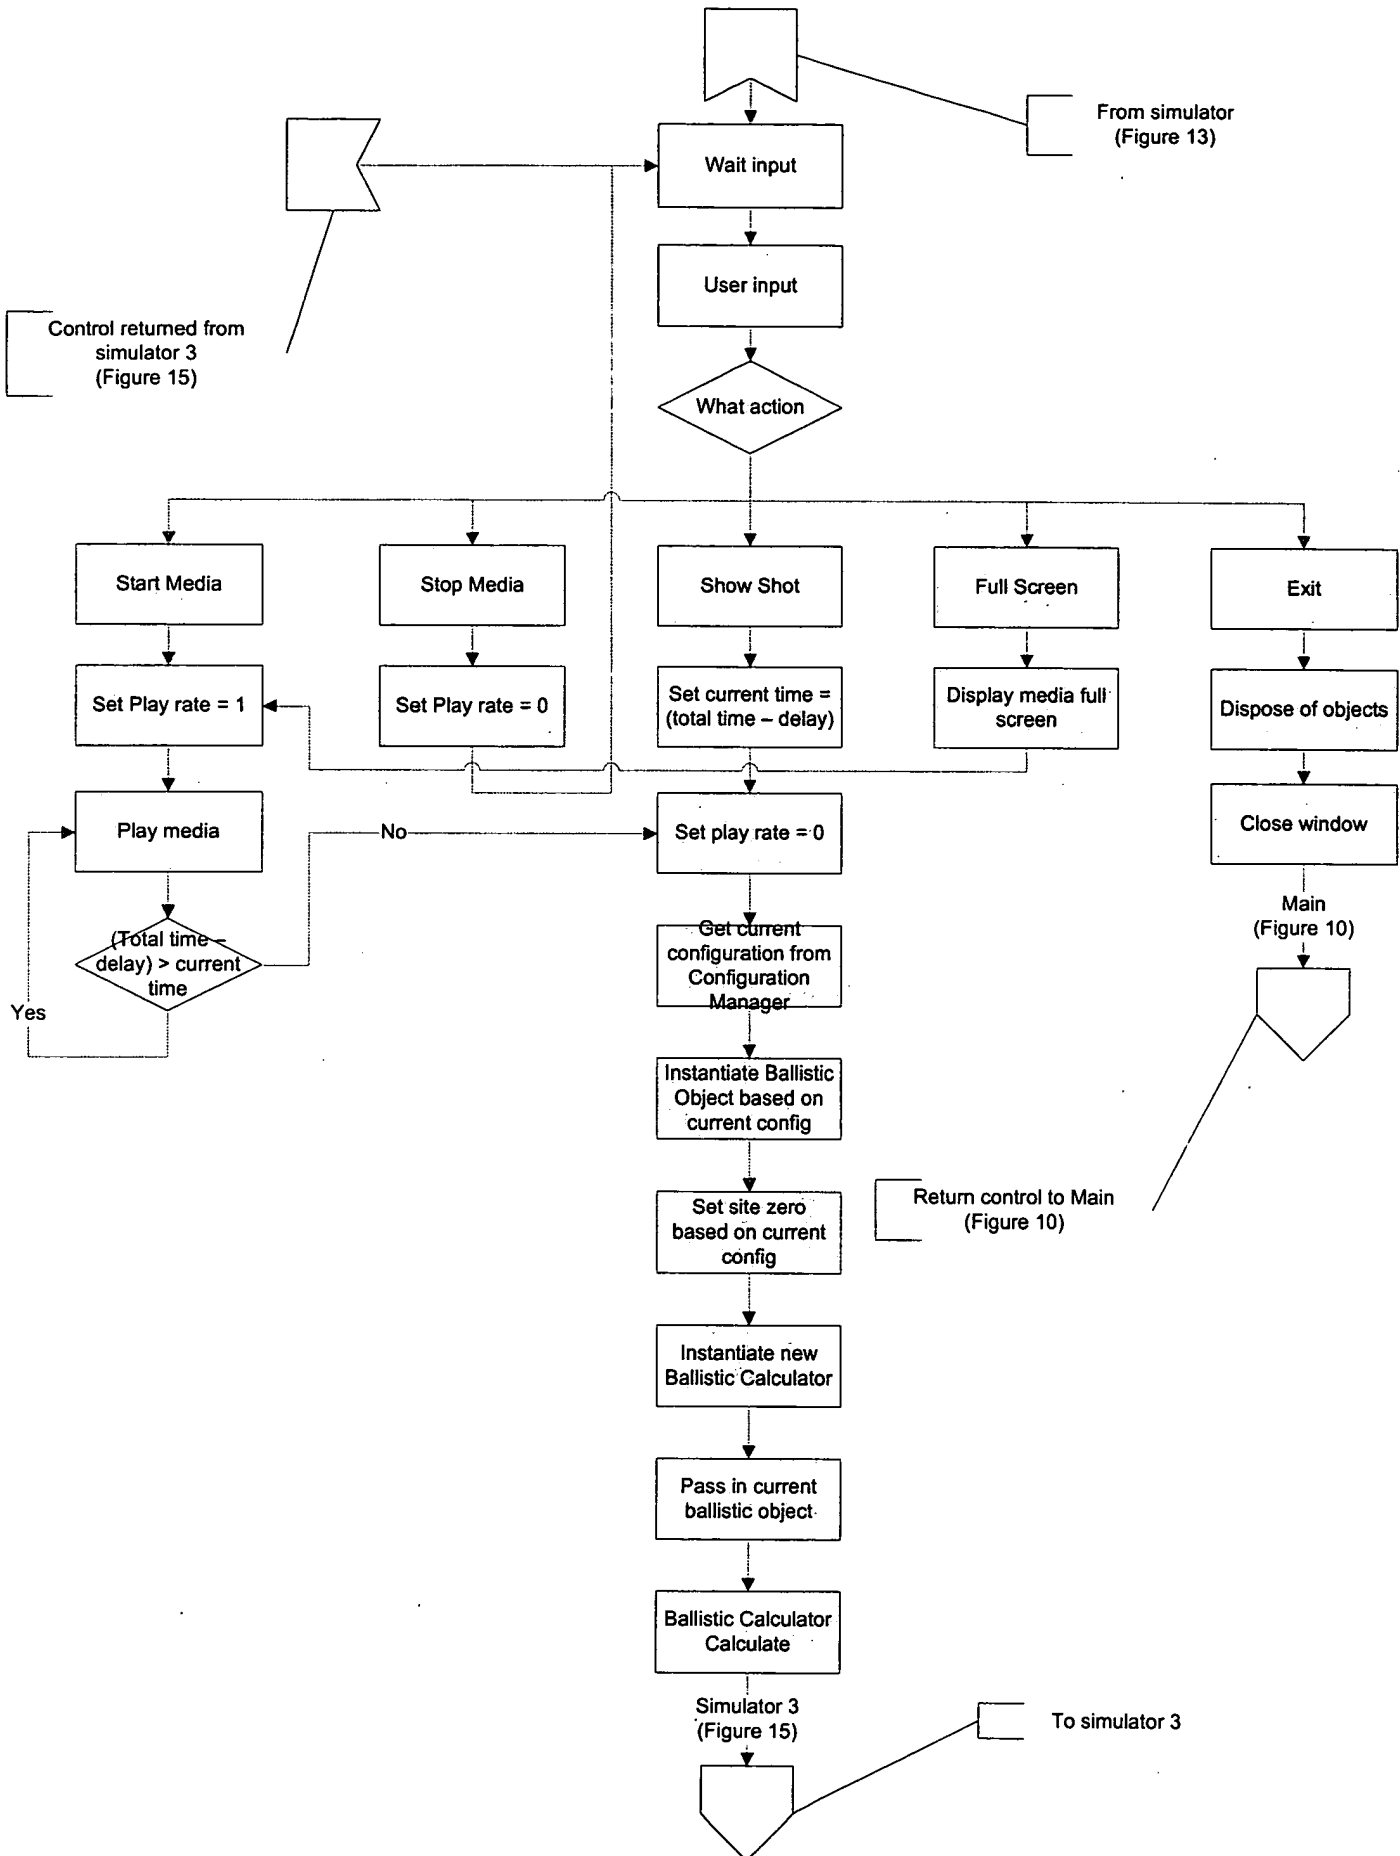 From simulator
(Figure 13)
Wait input
User input
Control returned from
simulator 3
(Figure 15)
What action
Start Media
Stop Media
Show Shot
Full Screen
Exit
Set Play rate = 1
Set Play rate = 0
Set current time =
(total time – delay)
Display media full
screen
Dispose of objects
Play media
No
Set play rate = 0
Close window
Main
(Figure 10)
(Total time –
delay) > current
time
Yes
Get current
configuration from
Configuration
Manager
Instantiate Ballistic
Object based on
current config
Set site zero
based on current
config
Return control to Main
(Figure 10)
Instantiate new
Ballistic Calculator
Pass in current
ballistic object
Ballistic Calculator
Calculate
Simulator 3
(Figure 15)
To simulator 3